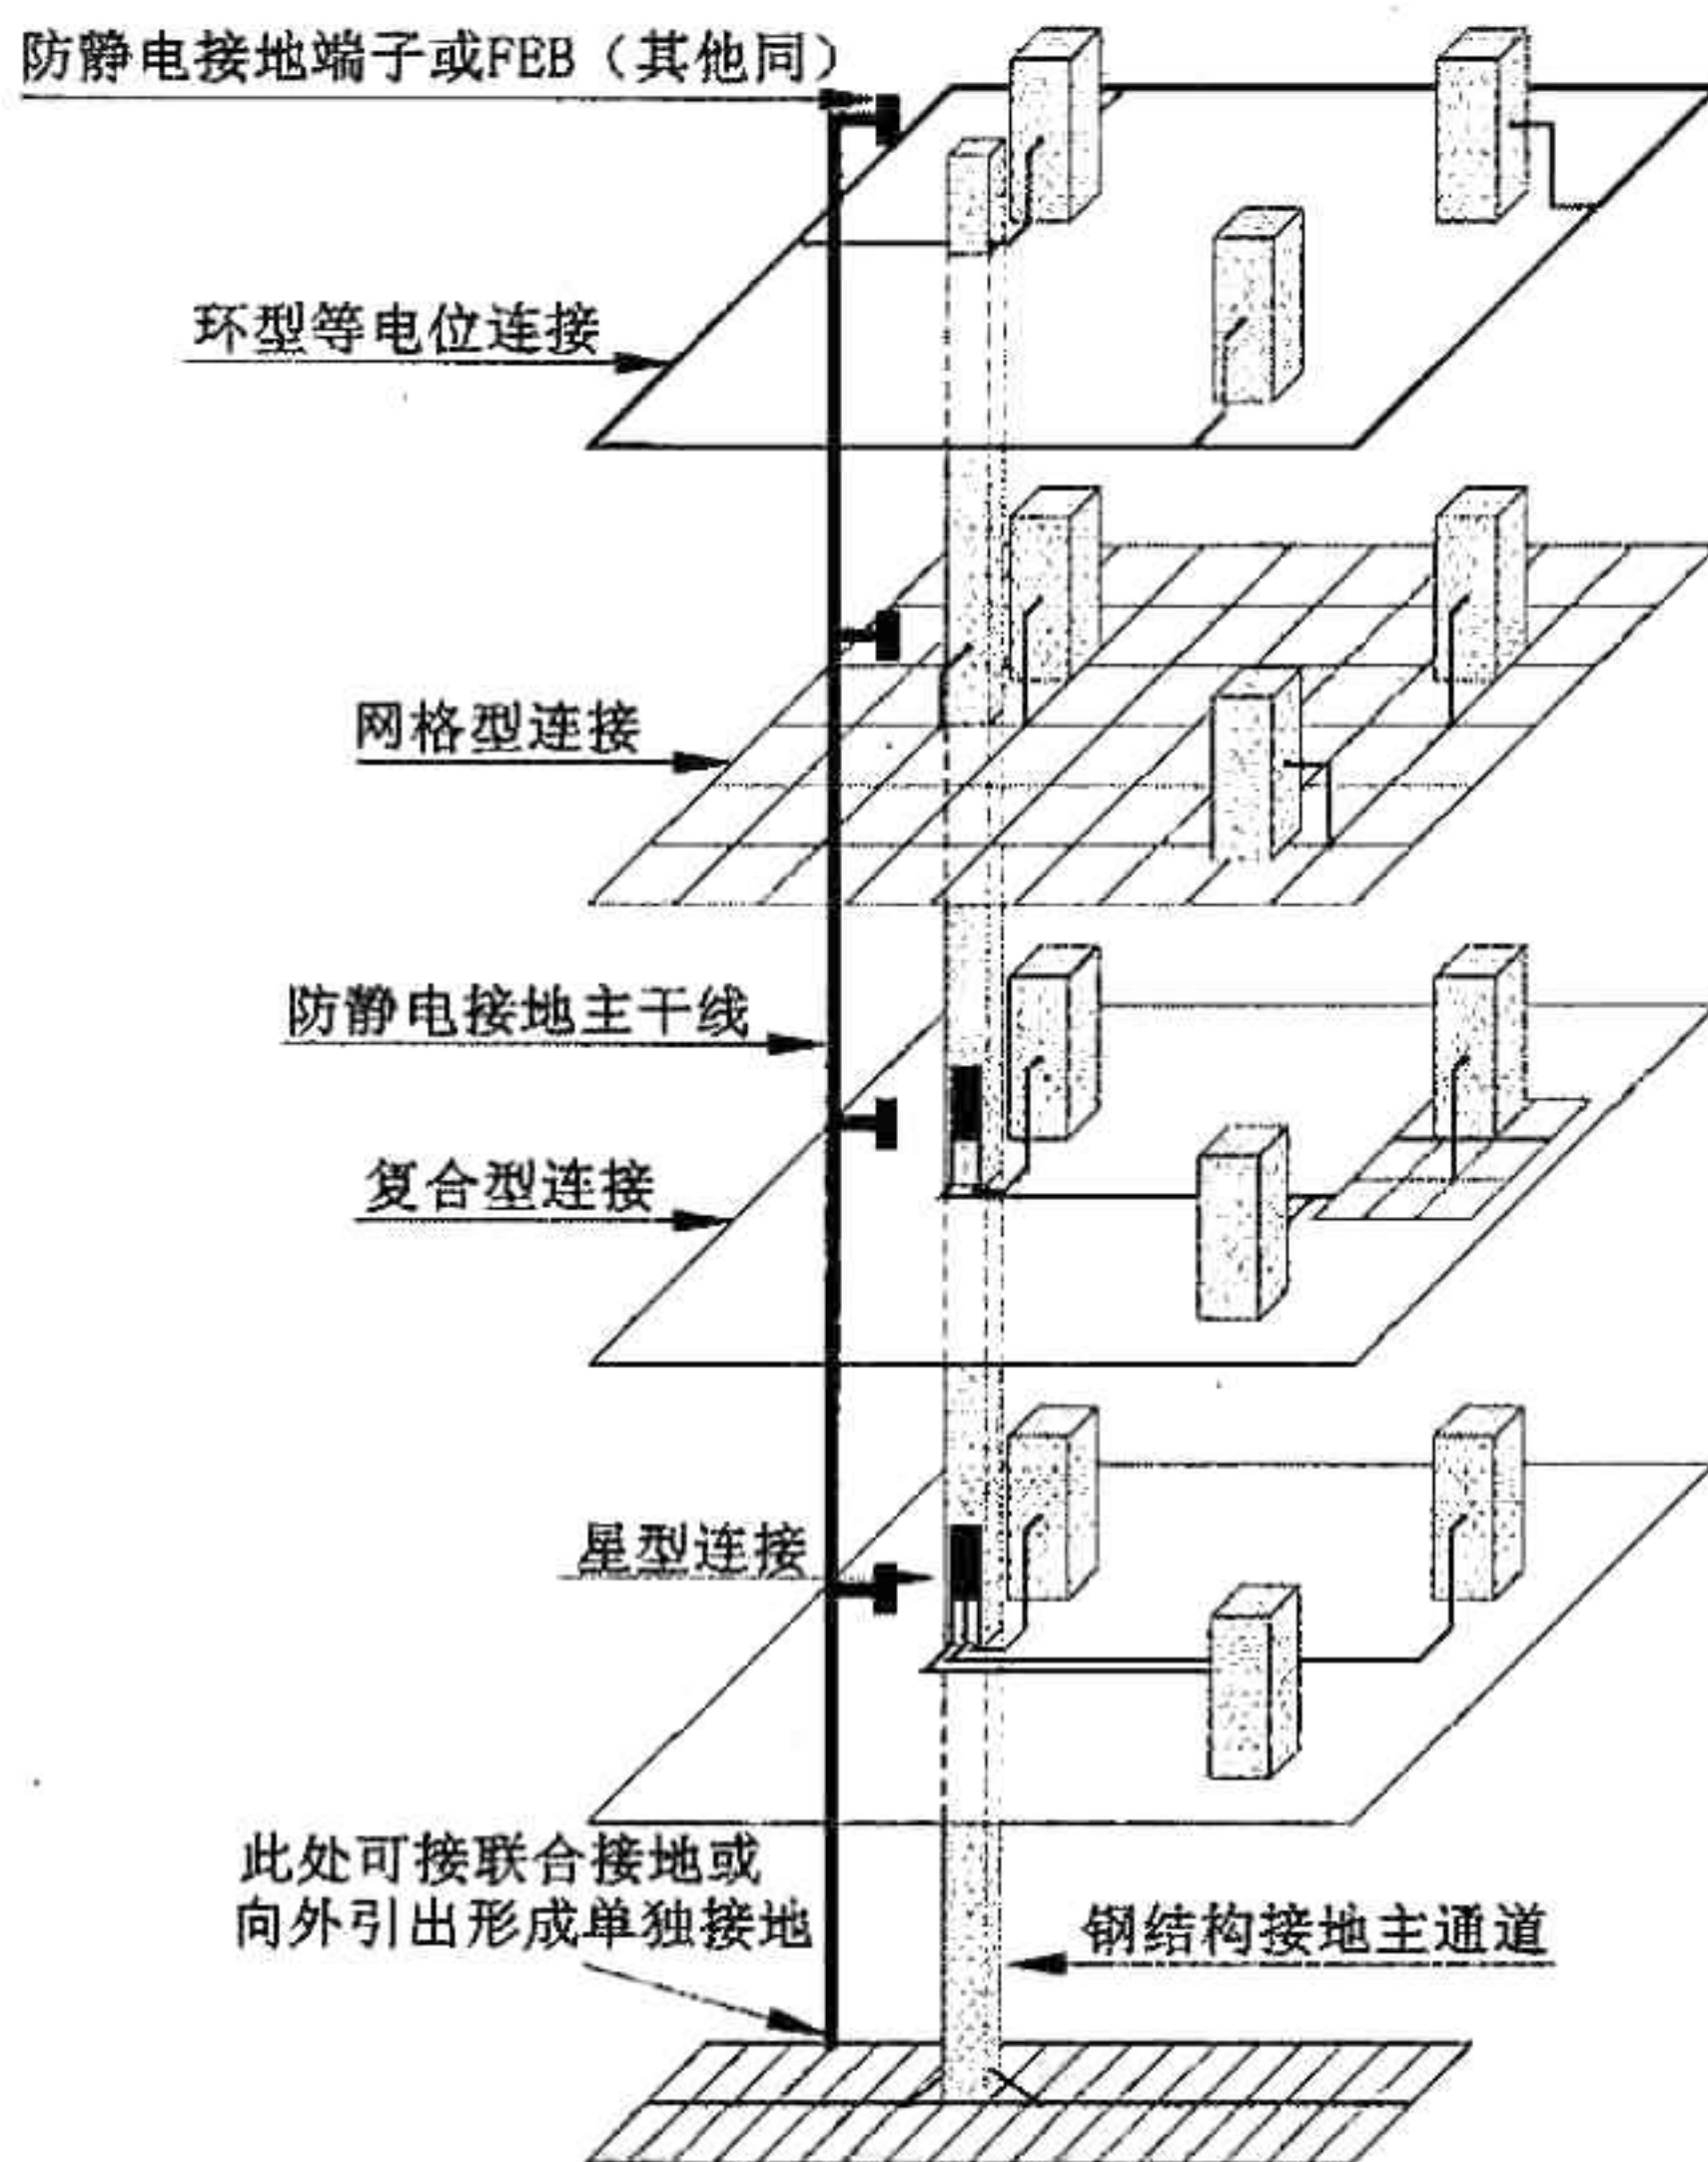 防静电接地端子或FEB（其他同）
环型等电位连接
网格型连接
防静电接地主干线
复合型连接
星型连接
此处可接联合接地或
向外引出形成单独接地
钢结构接地主通道